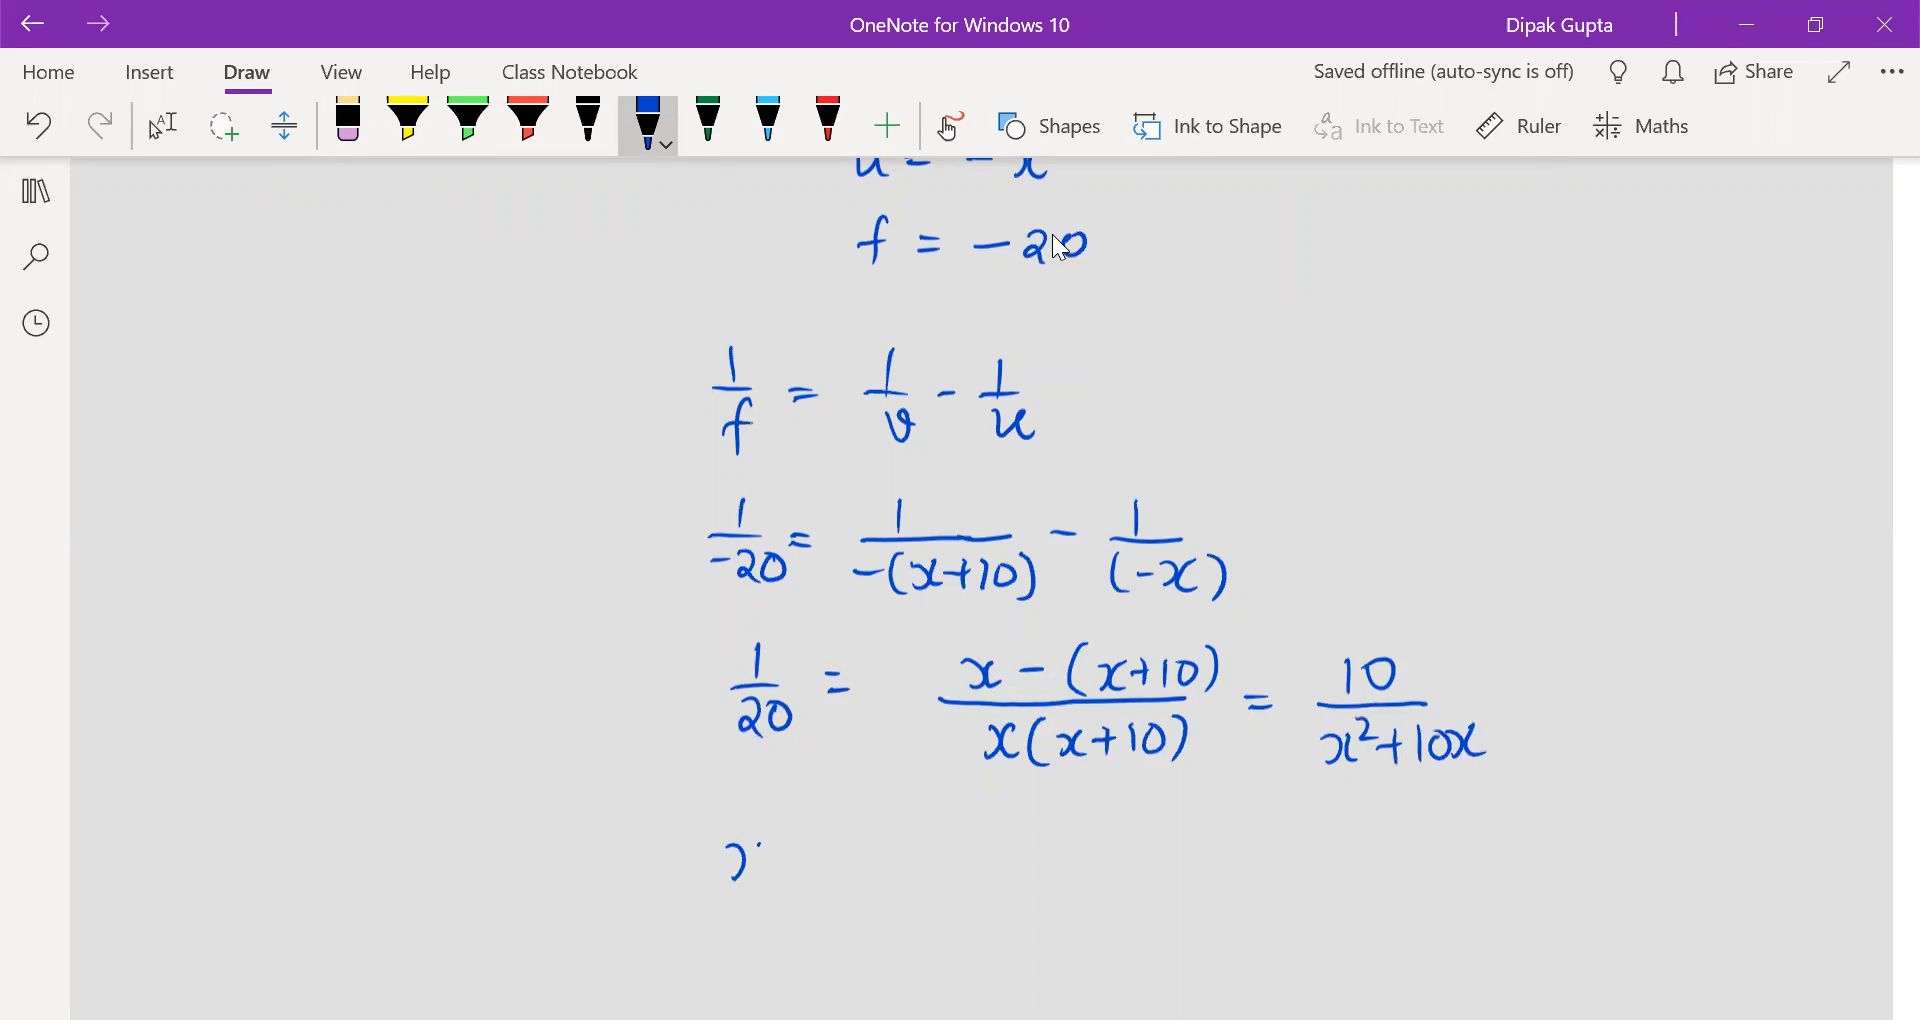 OneNote for Windows 10
Dipak Gupta
Home Insert Draw View Help Class Notebook
Saved offline (auto-sync is off) Share
Shapes Ink to Shape Ink to Text Ruler Maths
u = - x
f = - 20
1/f = 1/v - 1/u
1/-20 = 1/-(x+10) - 1/(-x)
1/20 = x-(x+10)/x(x+10) = 10/x²+10x